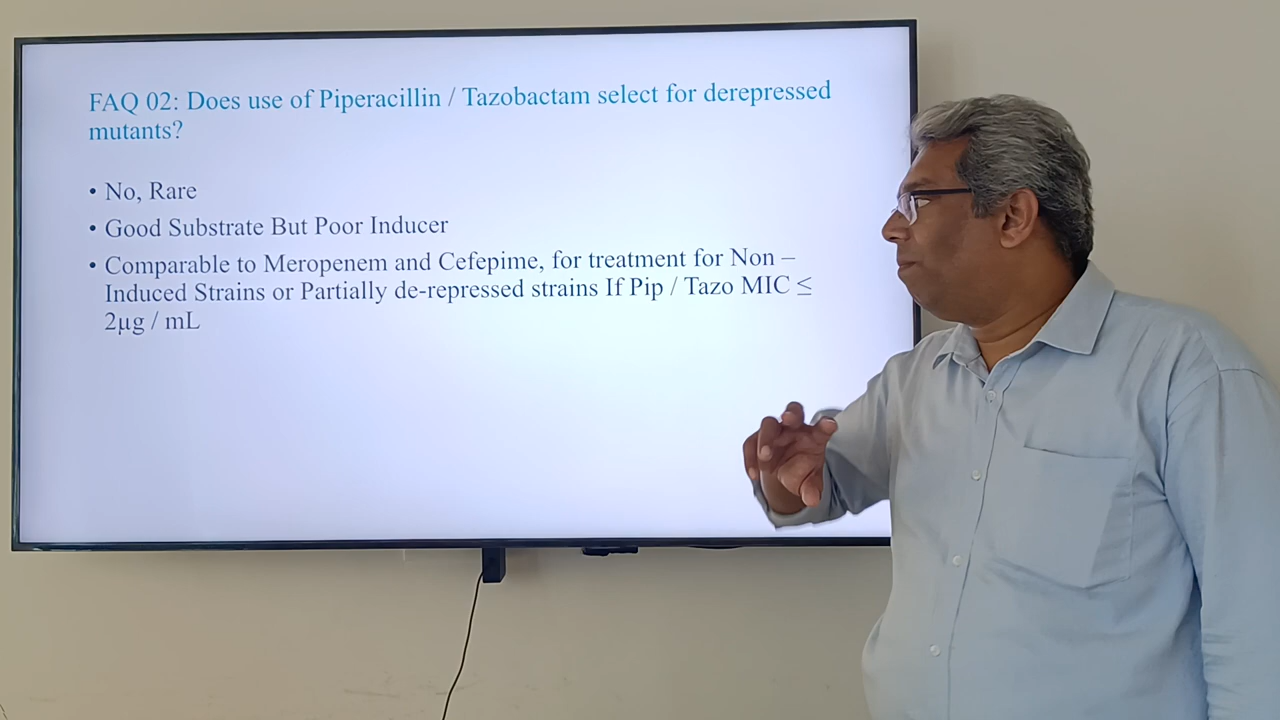 FAQ 02: Does use of Piperacillin / Tazobactam select for derepressed
mutants?
• No, Rare
• Good Substrate But Poor Inducer
• Comparable to Meropenem and Cefepime, for treatment for Non –
Induced Strains or Partially de-repressed strains If Pip / Tazo MIC ≤
2µg / mL